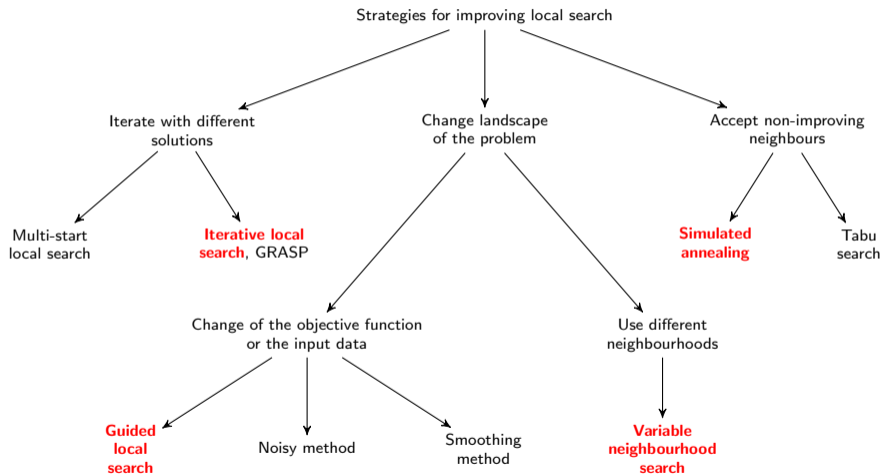 Strategies for improving local search
Iterate with different
solutions
Change landscape
of the problem
Accept non-improving
neighbours
Multi-start
local search
Iterative local
search, GRASP
Simulated
annealing
Tabu
search
Change of the objective function
or the input data
Use different
neighbourhoods
Guided
local
search
Noisy method
Smoothing
method
Variable
neighbourhood
search